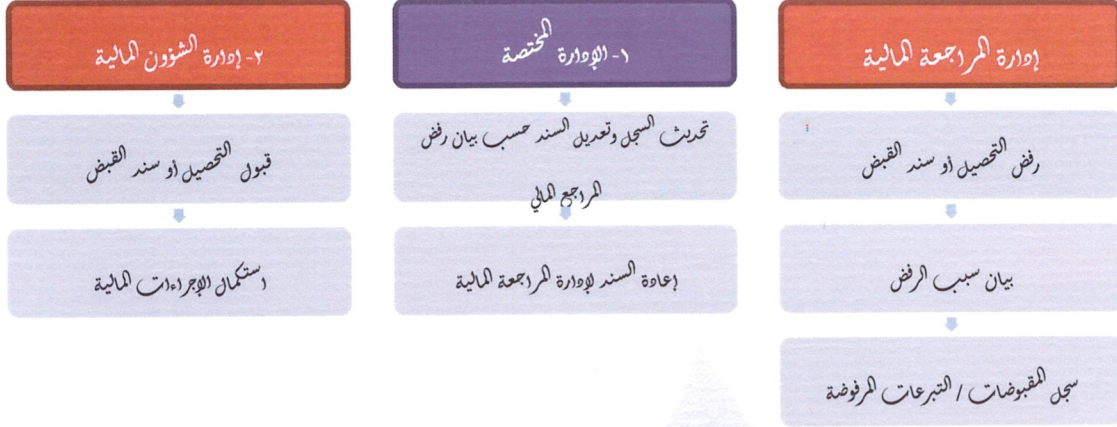 إدارة المراجعة المالية
رفض التحصيل أو سند القبض
بيان سبب الرفض
سجل المقبوضات / التبرعات المرفوضة
١- الإدارة المختصة
تحديث السجل وتعديل السند حسب بيان رفض
المراجع المالي
إعادة السند لإدارة المراجعة المالية
٢- إدارة الشؤون المالية
قبول التحصيل أو سند القبض
استكمال الإجراءات المالية